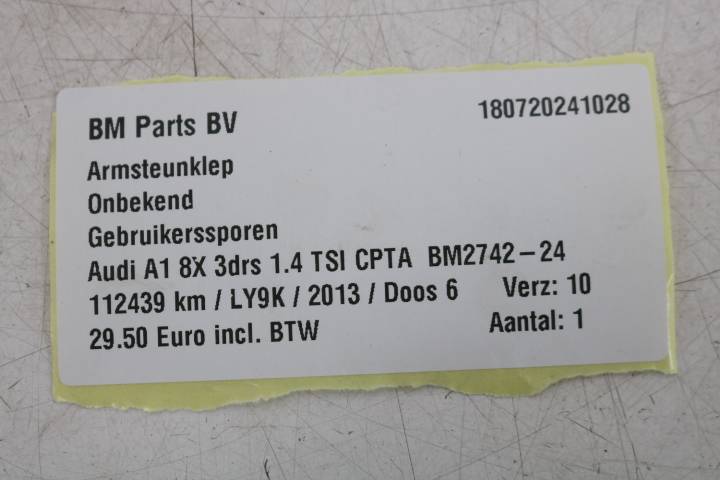 BM Parts BV 180720241028
Armsteunklep
Onbekend
Gebruikerssporen
Audi A1 8X 3drs 1.4 TSI CPTA BM2742-24
112439 km / LY9K / 2013 / Doos 6 Verz: 10
29.50 Euro incl. BTW Aantal: 1